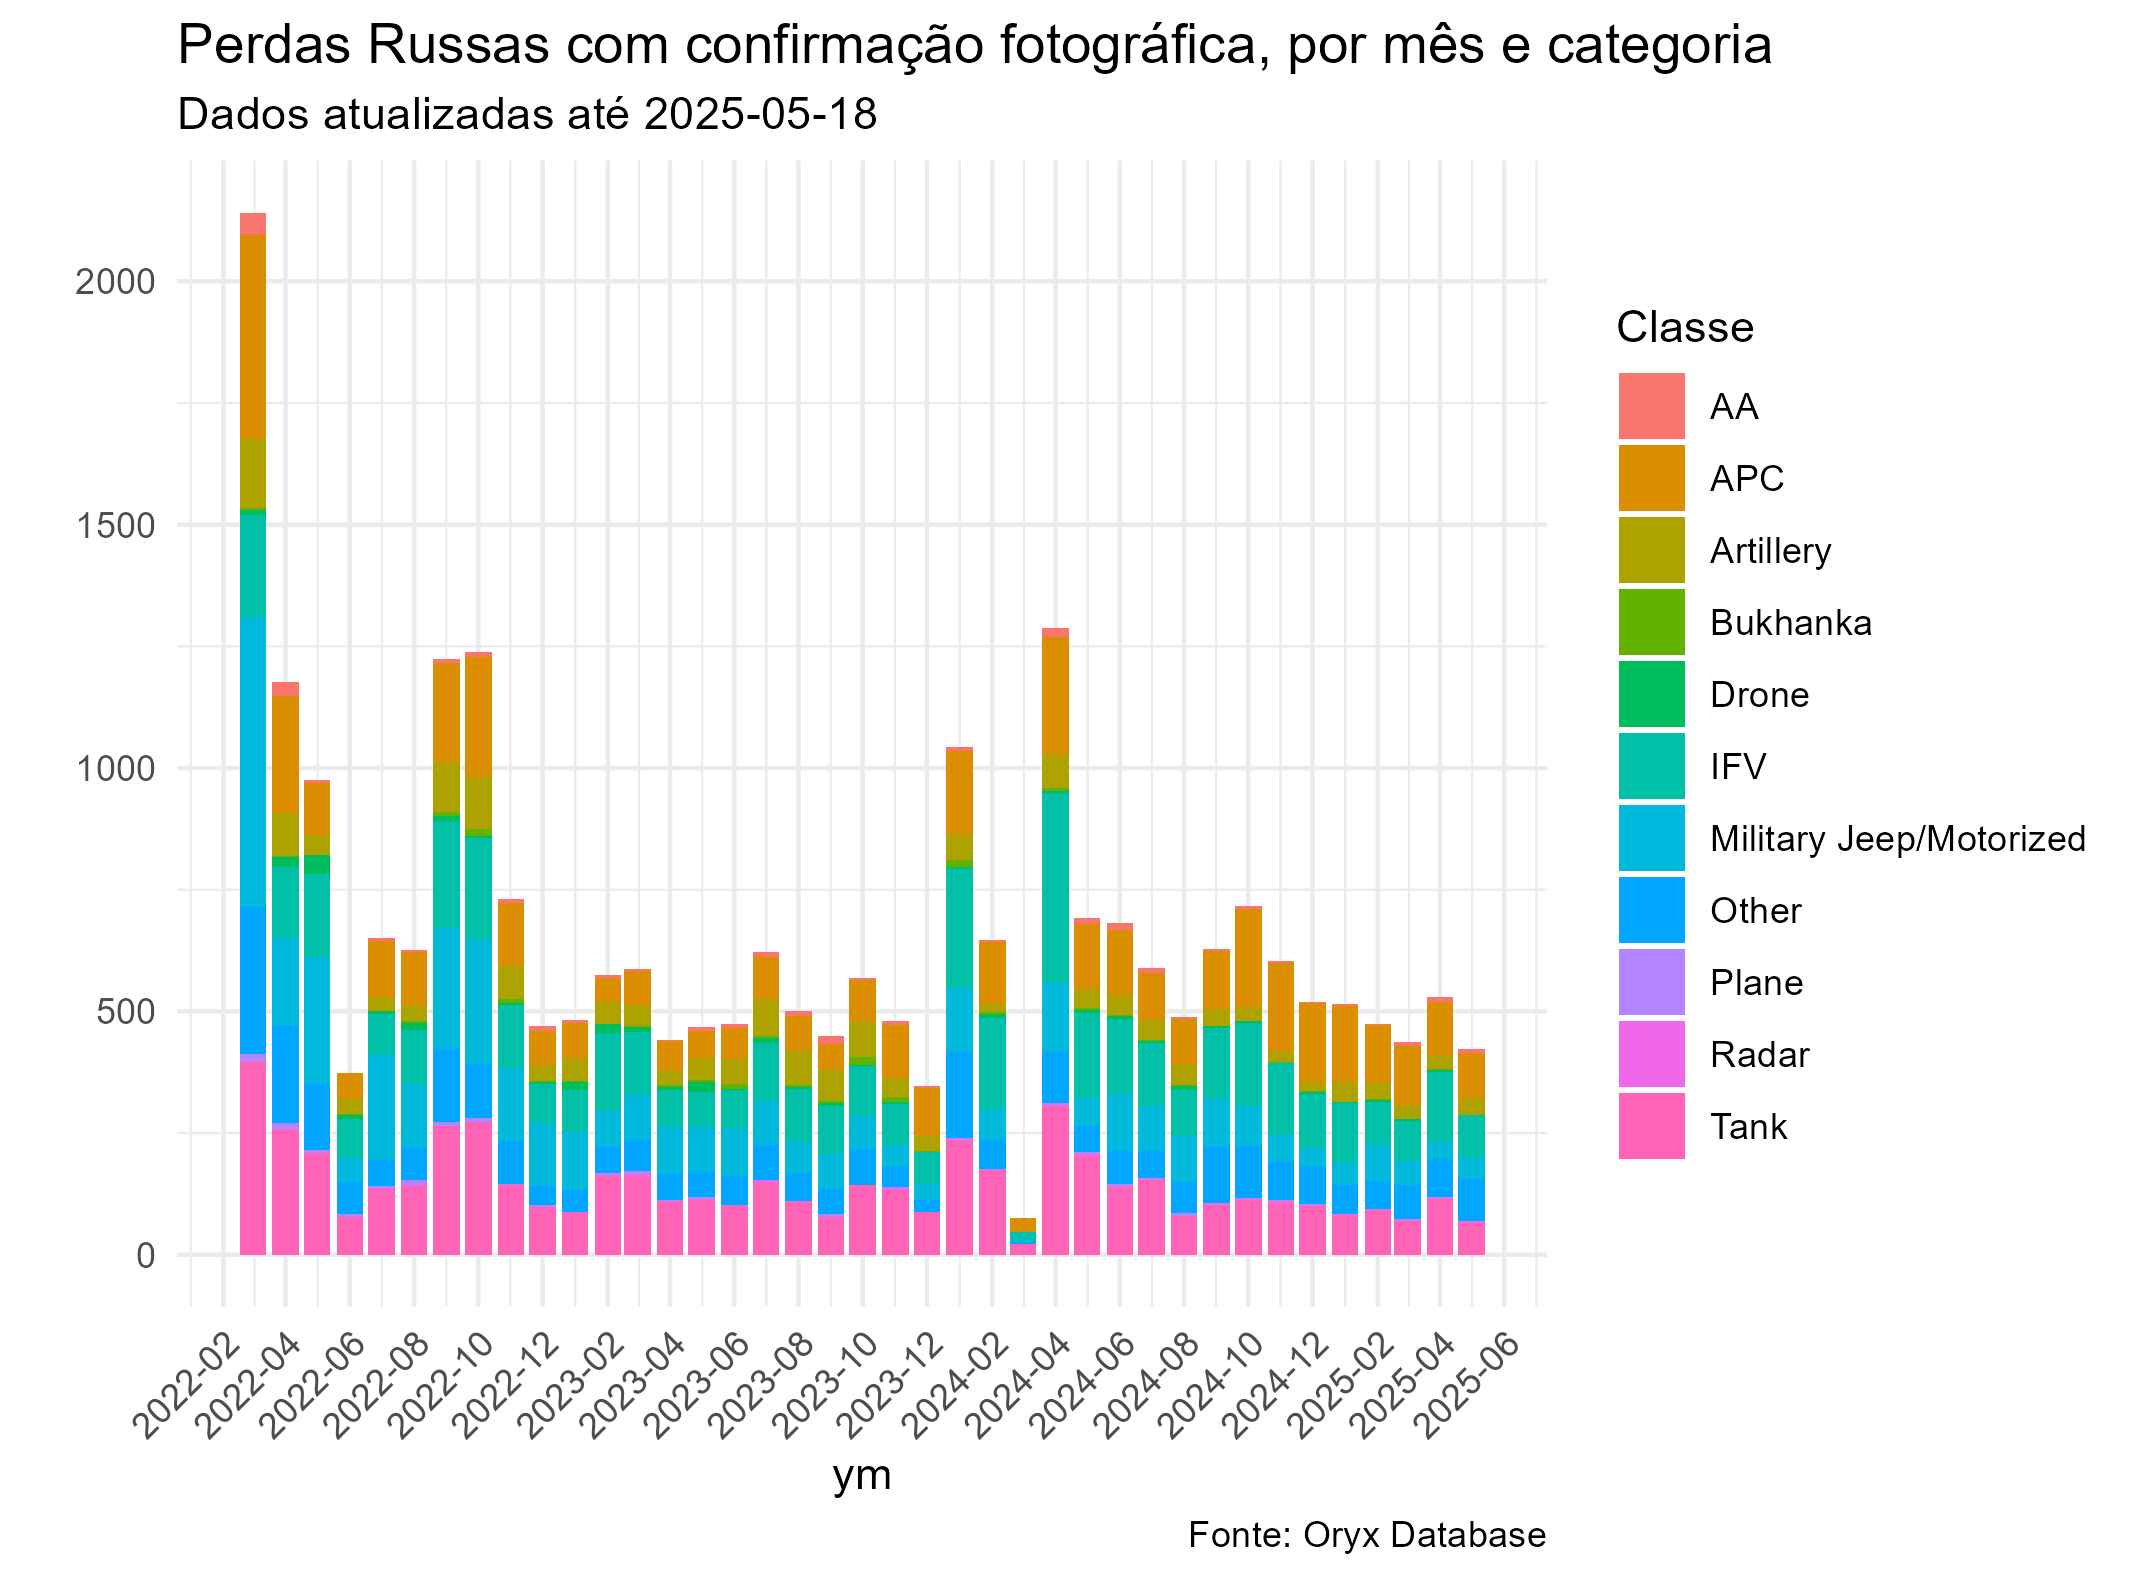 Perdas Russas com confirmação fotográfica, por mês e categoria
Dados atualizadas até 2025-05-18
2000
1500
1000
500
0
2022-02
2022-04
2022-06
2022-08
2022-10
2022-12
2023-02
2023-04
2023-06
2023-08
2023-10
2023-12
2024-02
2024-04
2024-06
2024-08
2024-10
2024-12
2025-02
2025-04
2025-06
ym
Classe
AA
APC
Artillery
Bukhanka
Drone
IFV
Military Jeep/Motorized
Other
Plane
Radar
Tank
Fonte: Oryx Database